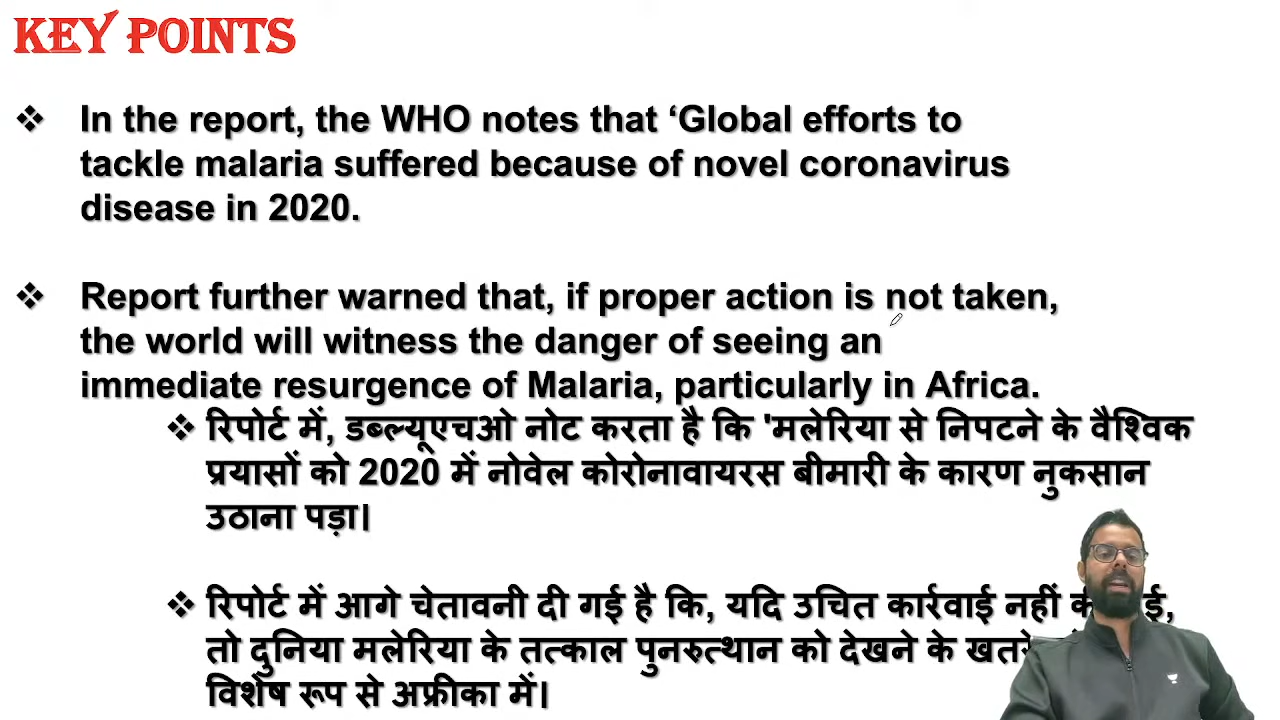 KEY POINTS
❖ In the report, the WHO notes that ‘Global efforts to
tackle malaria suffered because of novel coronavirus
disease in 2020.
❖ Report further warned that, if proper action is not taken,
the world will witness the danger of seeing an
immediate resurgence of Malaria, particularly in Africa.
❖ रिपोर्ट में, डब्ल्यूएचओ नोट करता है कि 'मलेरिया से निपटने के वैश्विक
प्रयासों को 2020 में नोवेल कोरोनावायरस बीमारी के कारण नुकसान
उठाना पड़ा।
❖ रिपोर्ट में आगे चेतावनी दी गई है कि, यदि उचित कार्रवाई नहीं
तो दुनिया मलेरिया के तत्काल पुनरुत्थान को देखने के
विशेष रूप से अफ्रीका में।